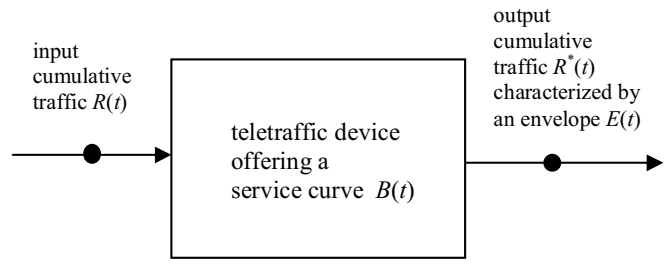 input
cumulative
traffic R(t)
teletraffic device
offering a
service curve B(t)
output
cumulative
traffic R*(t)
characterized by
an envelope E(t)